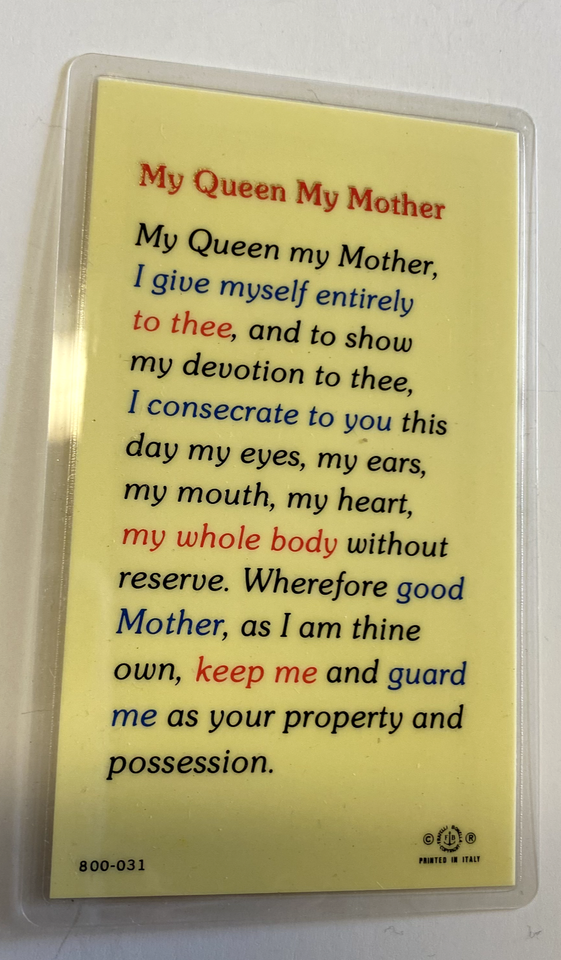 My Queen My Mother
My Queen my Mother,
I give myself entirely
to thee, and to show
my devotion to thee,
I consecrate to you this
day my eyes, my ears,
my mouth, my heart,
my whole body without
reserve. Wherefore good
Mother, as I am thine
own, keep me and guard
me as your property and
possession.
800-031
© ®
PRINTED IN ITALY